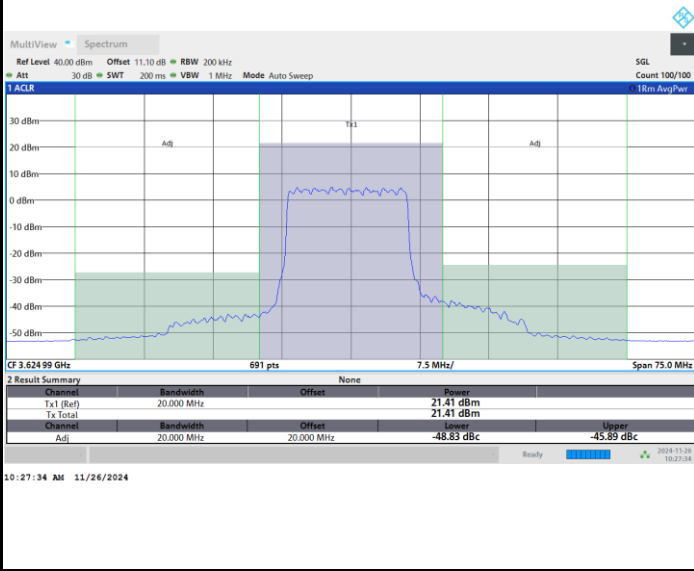 MultiView Spectrum
Ref Level 40.00 dBm Offset 11.10 dB RBW 200 kHz SGL
Att 30 dB SWT 200 ms VBW 1 MHz Mode Auto Sweep Count 100/100
1 ACLR 1Rm AvgPwr
30 dBm
Tx1
20 dBm
Adj Adj
10 dBm
0 dBm
-10 dBm
-20 dBm
-30 dBm
-40 dBm
-50 dBm
CF 3.624 99 GHz 691 pts 7.5 MHz/ Span 75.0 MHz
2 Result Summary None
Channel Bandwidth Offset Power
Tx1 (Ref) 20.000 MHz 21.41 dBm
Tx Total 21.41 dBm
Channel Bandwidth Offset Lower Upper
Adj 20.000 MHz 20.000 MHz -48.83 dBc -45.89 dBc
Ready 2024-11-26
10:27:34
10:27:34 AM 11/26/2024